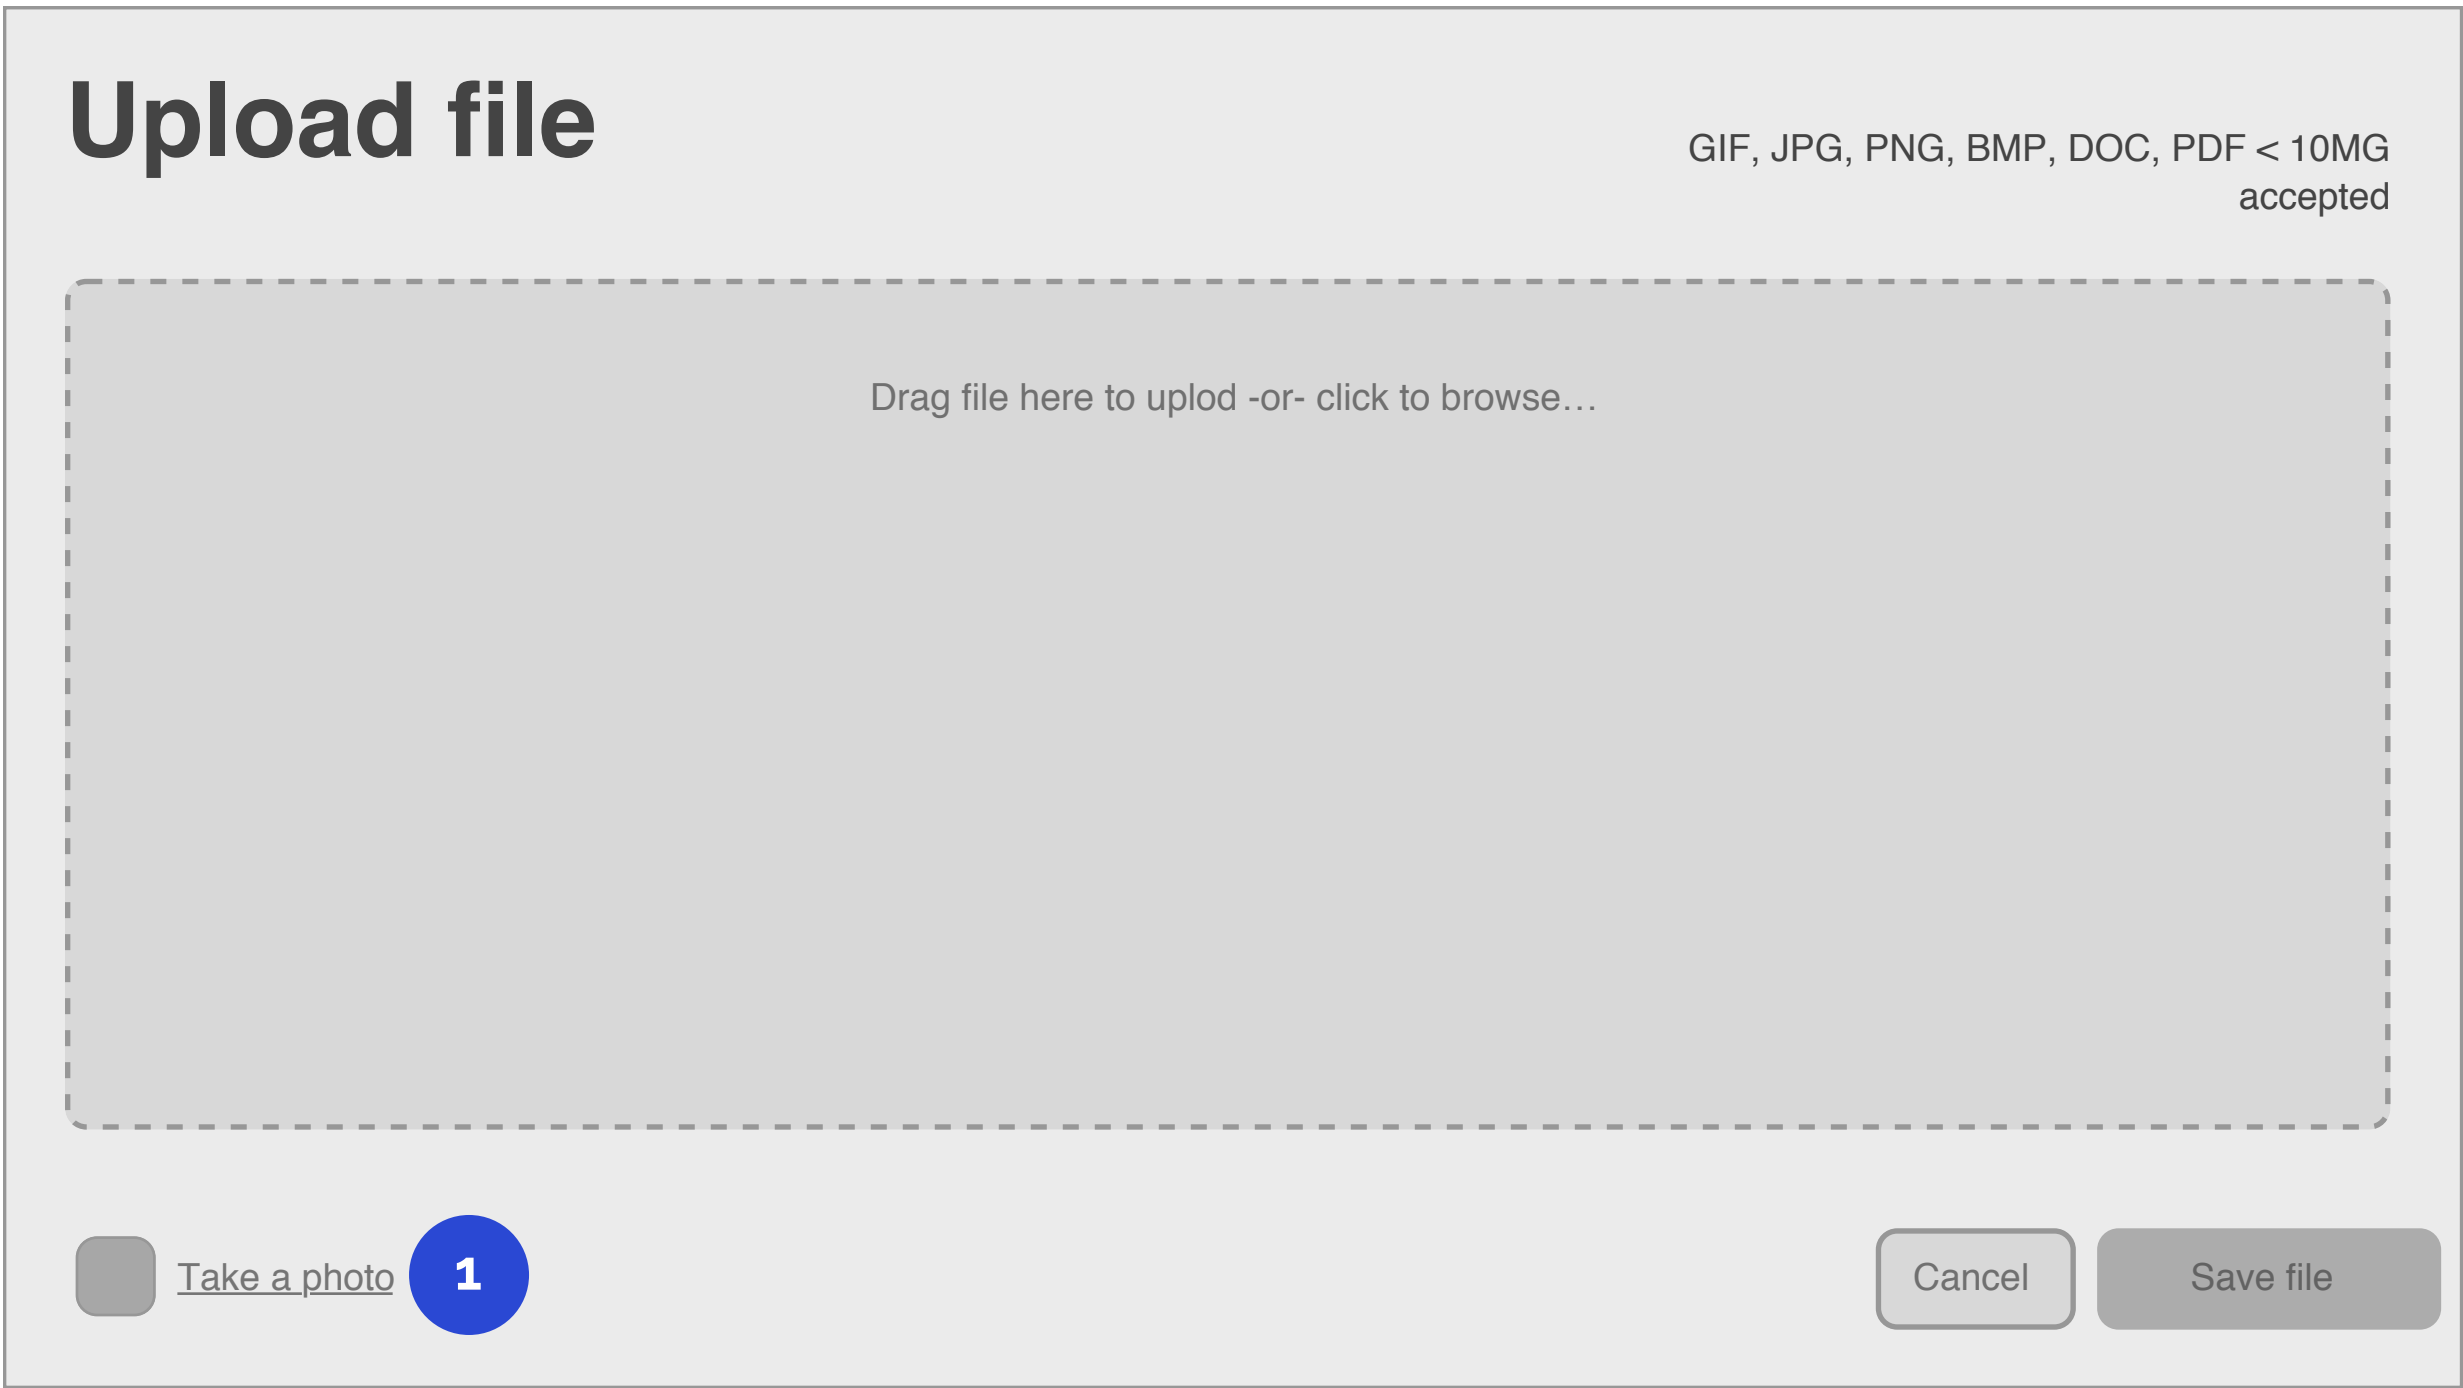 Upload file
GIF, JPG, PNG, BMP, DOC, PDF < 10MG
accepted
Drag file here to uplod -or- click to browse…
Take a photo
1
Cancel
Save file